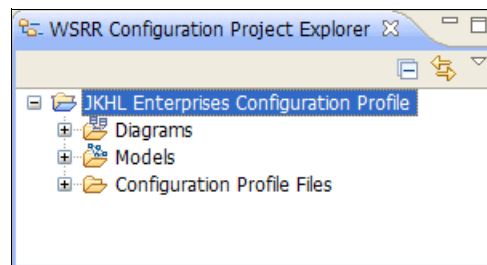 WSRR Configuration Project Explorer
JKHL Enterprises Configuration Profile
Diagrams
Models
Configuration Profile Files